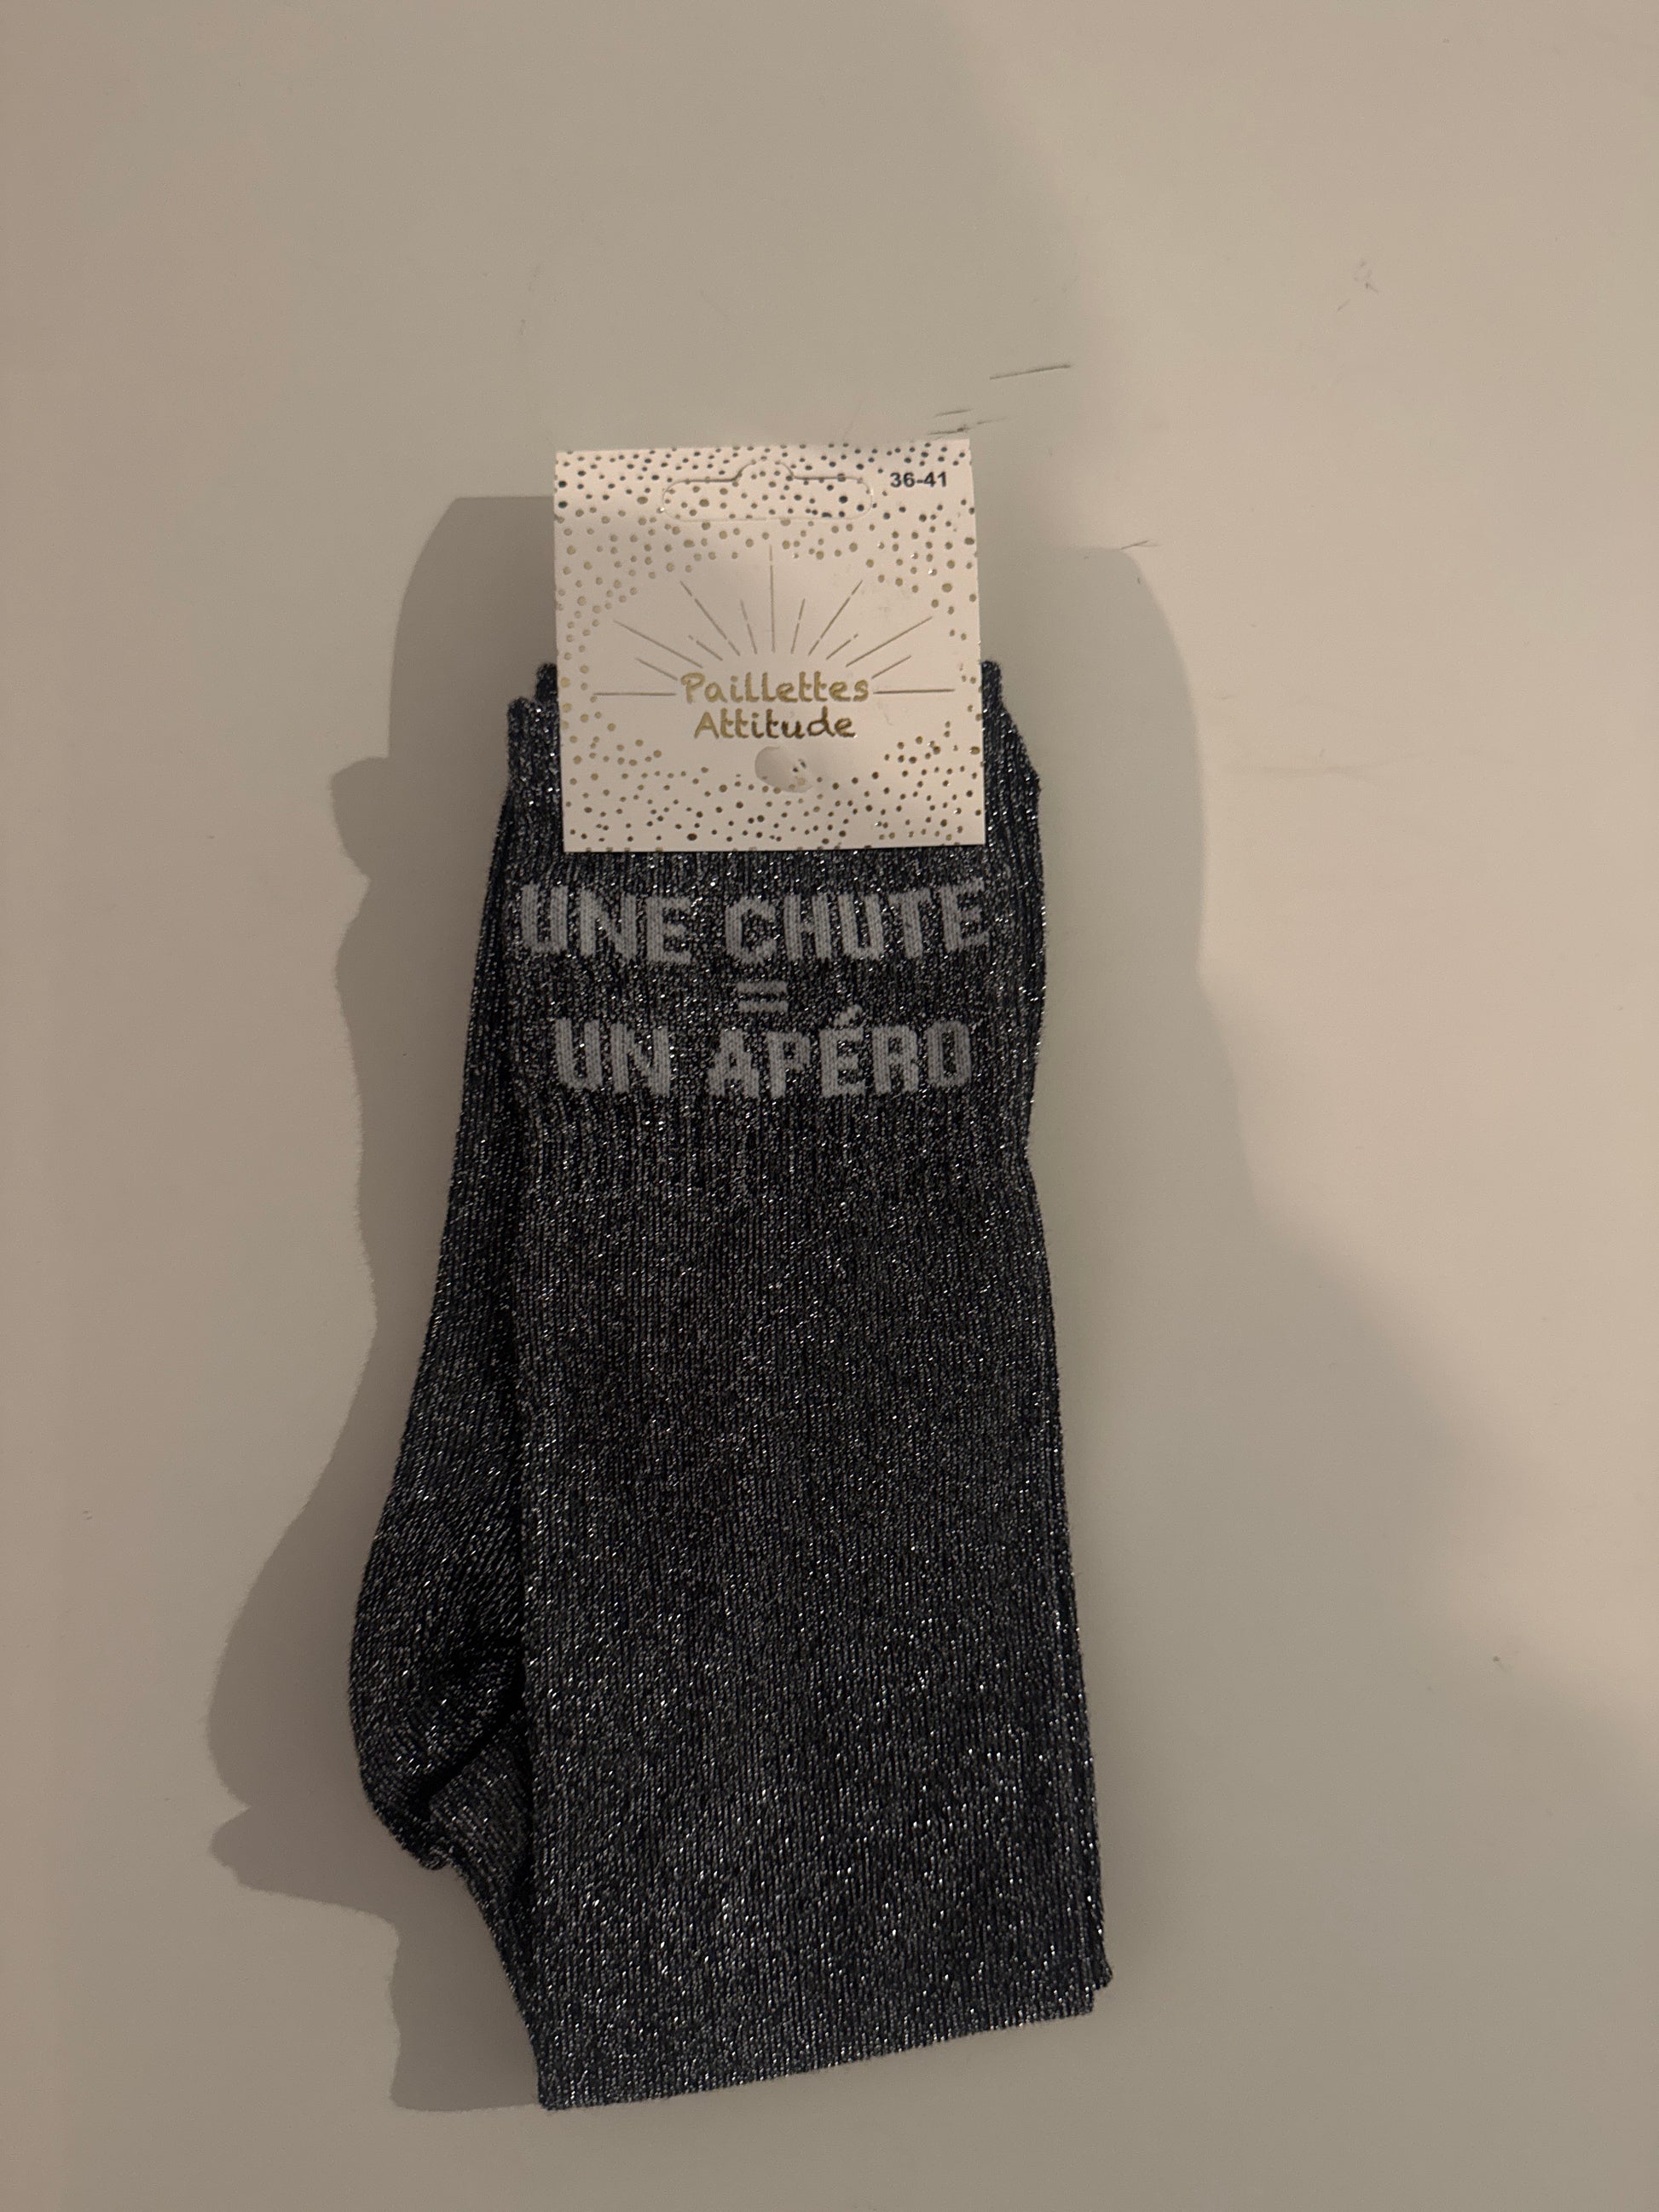 36-41
Paillettes
Attitude
UNE CHUTE
=
UN APÉRO